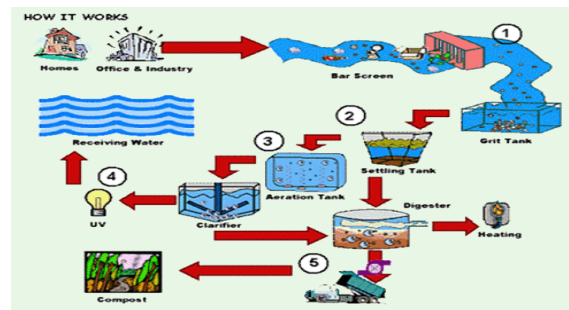 HOW IT WORKS
1
Homes
Office & Industry
Bar Screen
Grit Tank
2
Settling Tank
3
Aeration Tank
Receiving Water
4
UV
Clarifier
Digester
Heating
5
Compost